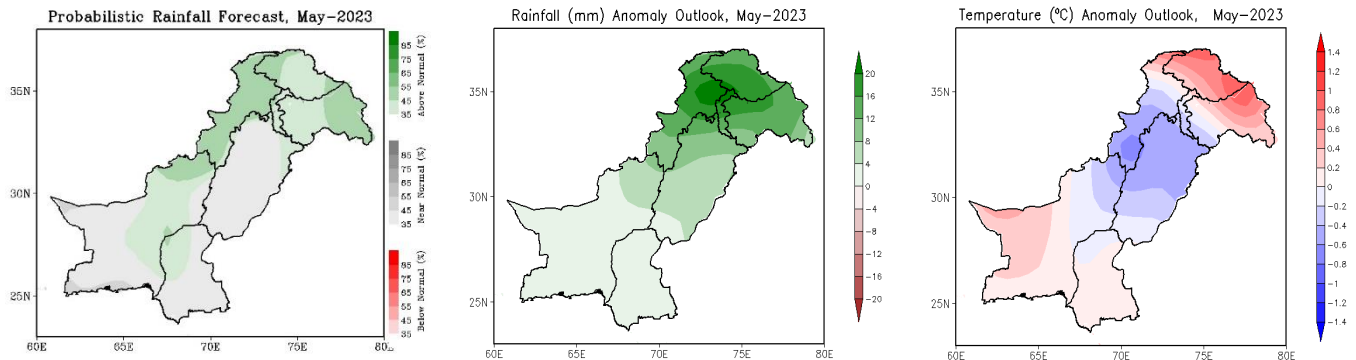 Probabilistic Rainfall Forecast, May-2023
35N
30N
25N
60E 65E 70E 75E 80E
95
85
75
65
55
45
35
Above Normal (%)
95
85
75
65
55
45
35
Near Normal (%)
95
85
75
65
55
45
35
Below Normal (%)
Rainfall (mm) Anomaly Outlook, May-2023
35N
30N
25N
60E 65E 70E 75E 80E
20
16
12
8
4
0
-4
-8
-12
-16
-20
Temperature (ºC) Anomaly Outlook, May-2023
35N
30N
25N
60E 65E 70E 75E 80E
1.4
1.2
1
0.8
0.6
0.4
0.2
0
-0.2
-0.4
-0.6
-0.8
-1
-1.2
-1.4